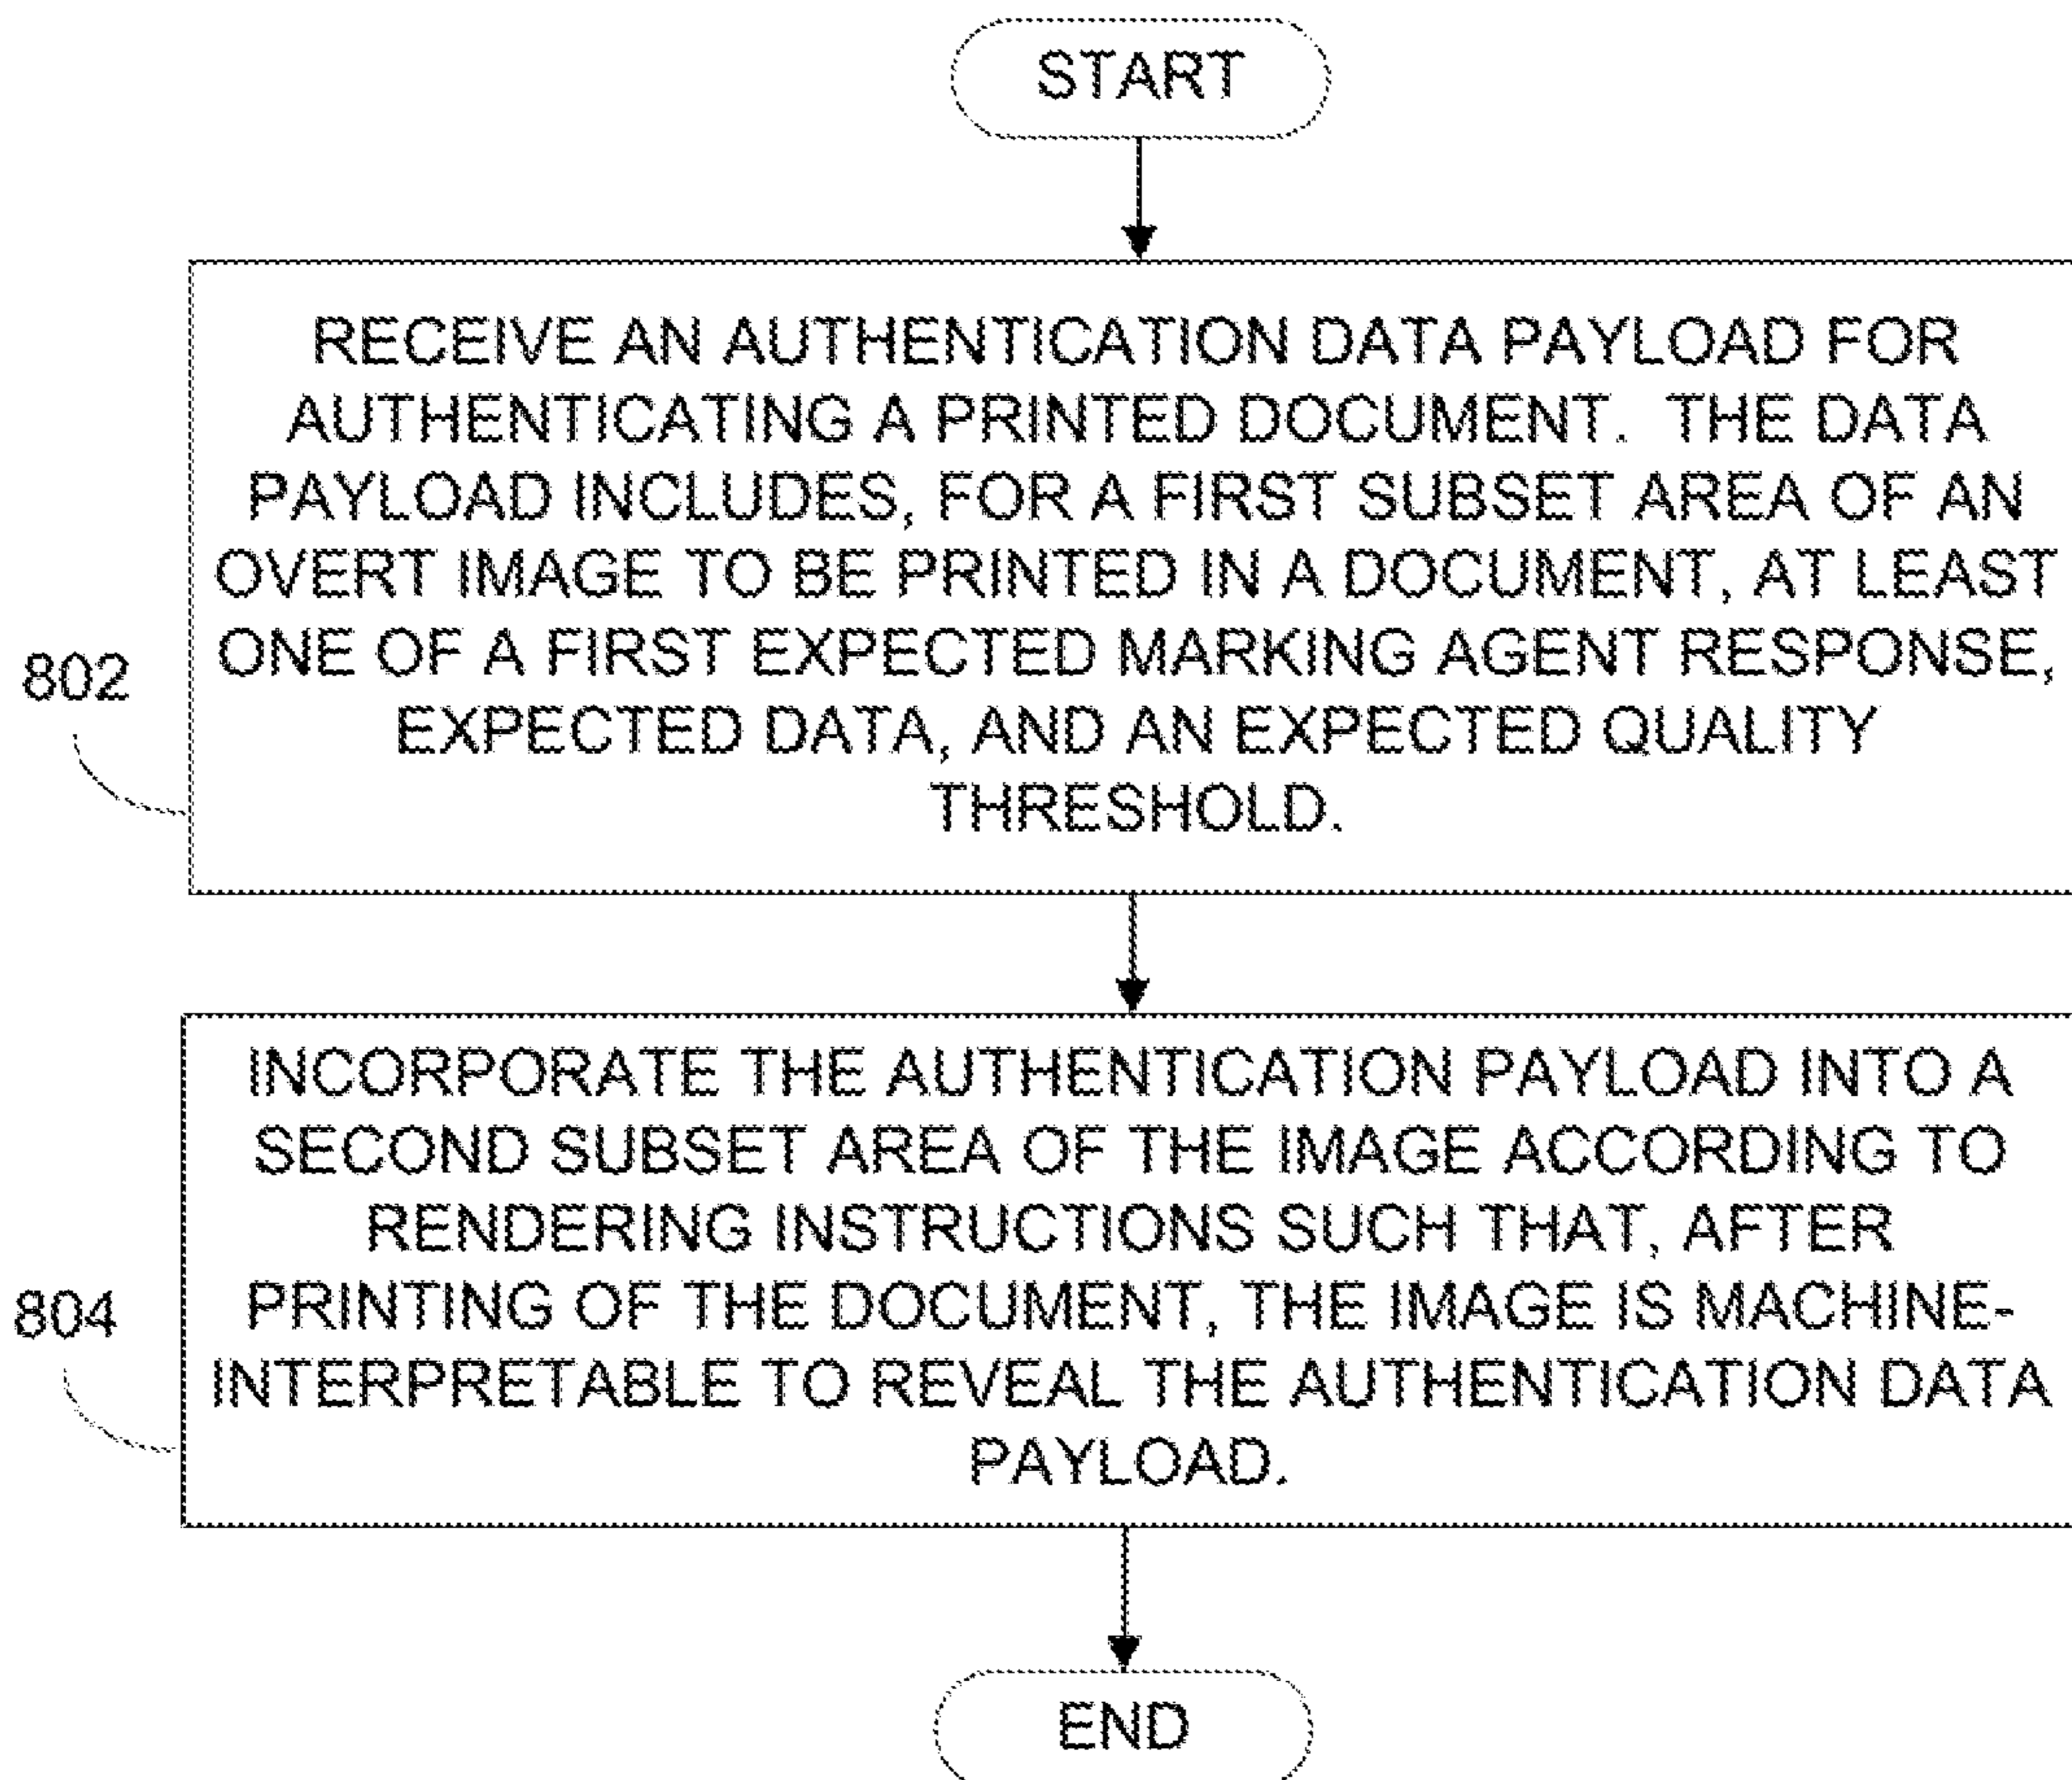 START
RECEIVE AN AUTHENTICATION DATA PAYLOAD FOR
AUTHENTICATING A PRINTED DOCUMENT. THE DATA
PAYLOAD INCLUDES, FOR A FIRST SUBSET AREA OF AN
OVERT IMAGE TO BE PRINTED IN A DOCUMENT, AT LEAST
ONE OF A FIRST EXPECTED MARKING AGENT RESPONSE,
EXPECTED DATA, AND AN EXPECTED QUALITY
THRESHOLD.
802
INCORPORATE THE AUTHENTICATION PAYLOAD INTO A
SECOND SUBSET AREA OF THE IMAGE ACCORDING TO
RENDERING INSTRUCTIONS SUCH THAT, AFTER
PRINTING OF THE DOCUMENT, THE IMAGE IS MACHINE-
INTERPRETABLE TO REVEAL THE AUTHENTICATION DATA
PAYLOAD.
804
END